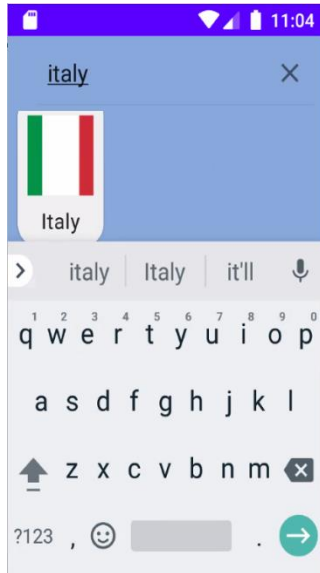 11:04
italy
Italy
italy Italy it'll
1 2 3 4 5 6 7 8 9 0
q w e r t y u i o p
a s d f g h j k l
z x c v b n m
?123 , .